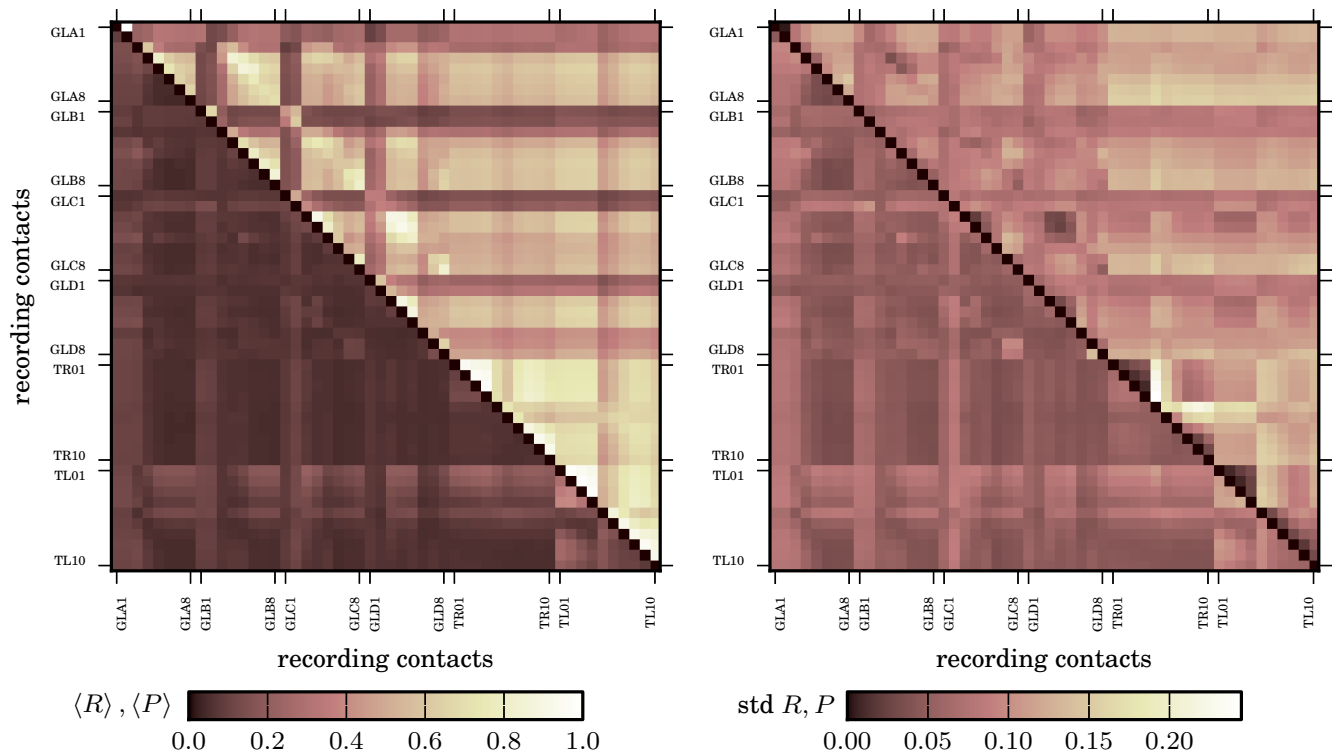 GLA1
GLA8
GLB1
GLB8
GLC1
GLC8
GLD1
GLD8
TR01
TR10
TL01
TL10
recording contacts
GLA1
GLA8
GLB1
GLB8
GLC1
GLC8
GLD1
GLD8
TR01
TR10
TL01
TL10
recording contacts
⟨R⟩ , ⟨P⟩
0.0 0.2 0.4 0.6 0.8 1.0
GLA1
GLA8
GLB1
GLB8
GLC1
GLC8
GLD1
GLD8
TR01
TR10
TL01
TL10
GLA1
GLA8
GLB1
GLB8
GLC1
GLC8
GLD1
GLD8
TR01
TR10
TL01
TL10
recording contacts
std R, P
0.00 0.05 0.10 0.15 0.20